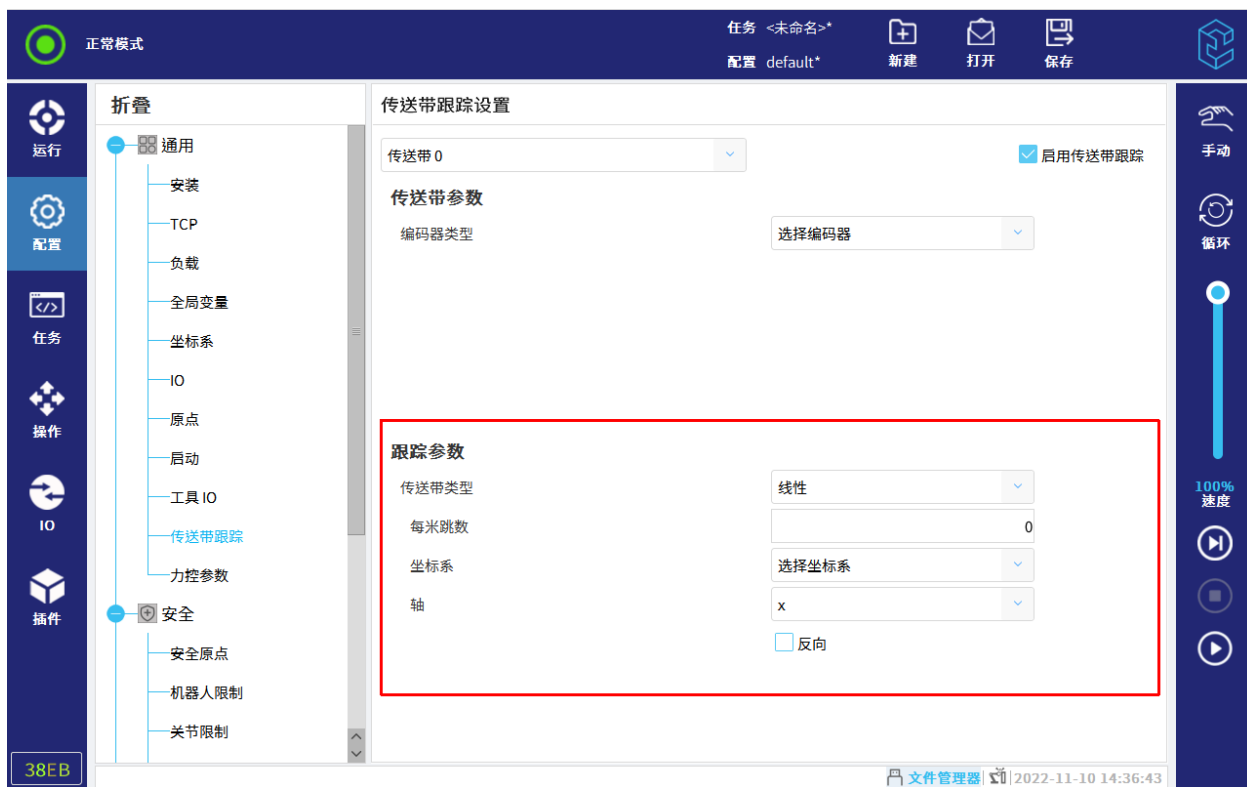 正常模式
任务 <未命名>*
配置 default*
新建
打开
保存
运行
配置
任务
操作
IO
插件
38EB
折叠
通用
安装
TCP
负载
全局变量
坐标系
IO
原点
启动
工具 IO
传送带跟踪
力控参数
安全
安全原点
机器人限制
关节限制
传送带跟踪设置
传送带 0
启用传送带跟踪
传送带参数
编码器类型
选择编码器
跟踪参数
传送带类型
线性
每米跳数
0
坐标系
选择坐标系
轴
x
反向
手动
循环
100%
速度
文件管理器
2022-11-10 14:36:43